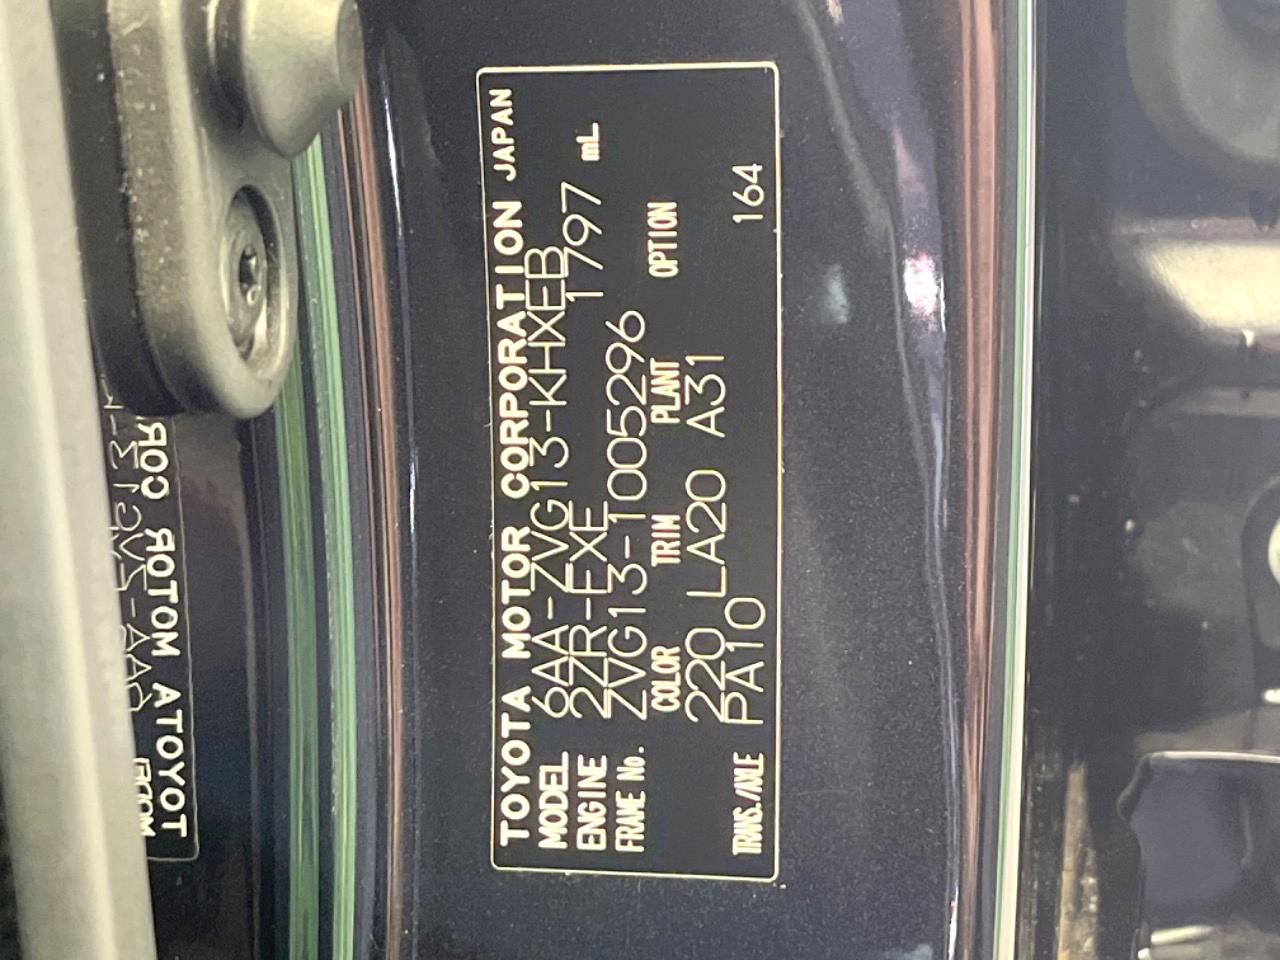 TOYOTA MOTOR CORPORATION JAPAN
MODEL 6AA-ZVG13-KHXEB
ENGINE 2ZR-FXE 1797 mL
FRAME No. ZVG13-1005296
COLOR TRIM PLANT OPTION
220 LA20 A31
TRANS./AXLE PA10 164